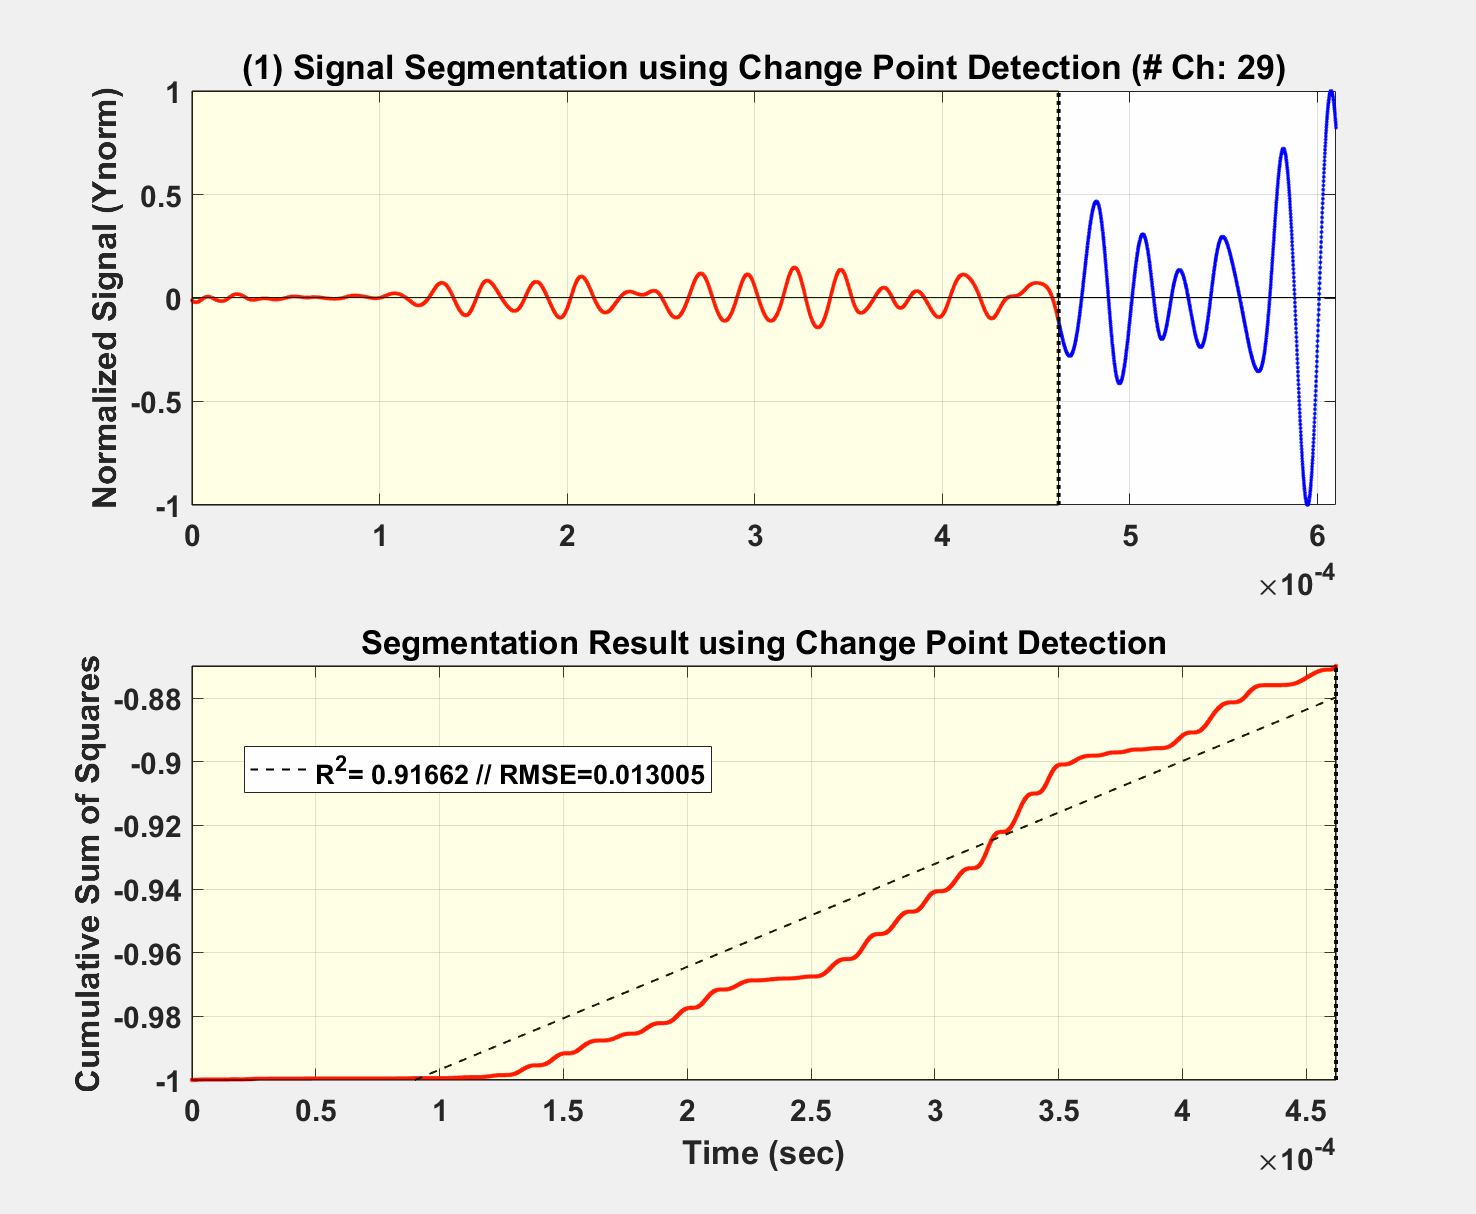 (1) Signal Segmentation using Change Point Detection (# Ch: 29)
Normalized Signal (Ynorm)
1
0.5
0
-0.5
-1
0 1 2 3 4 5 6
×10-4
Segmentation Result using Change Point Detection
Cumulative Sum of Squares
-0.88
-0.9
-0.92
-0.94
-0.96
-0.98
-1
R2= 0.91662 // RMSE=0.013005
0 0.5 1 1.5 2 2.5 3 3.5 4 4.5
Time (sec)
×10-4